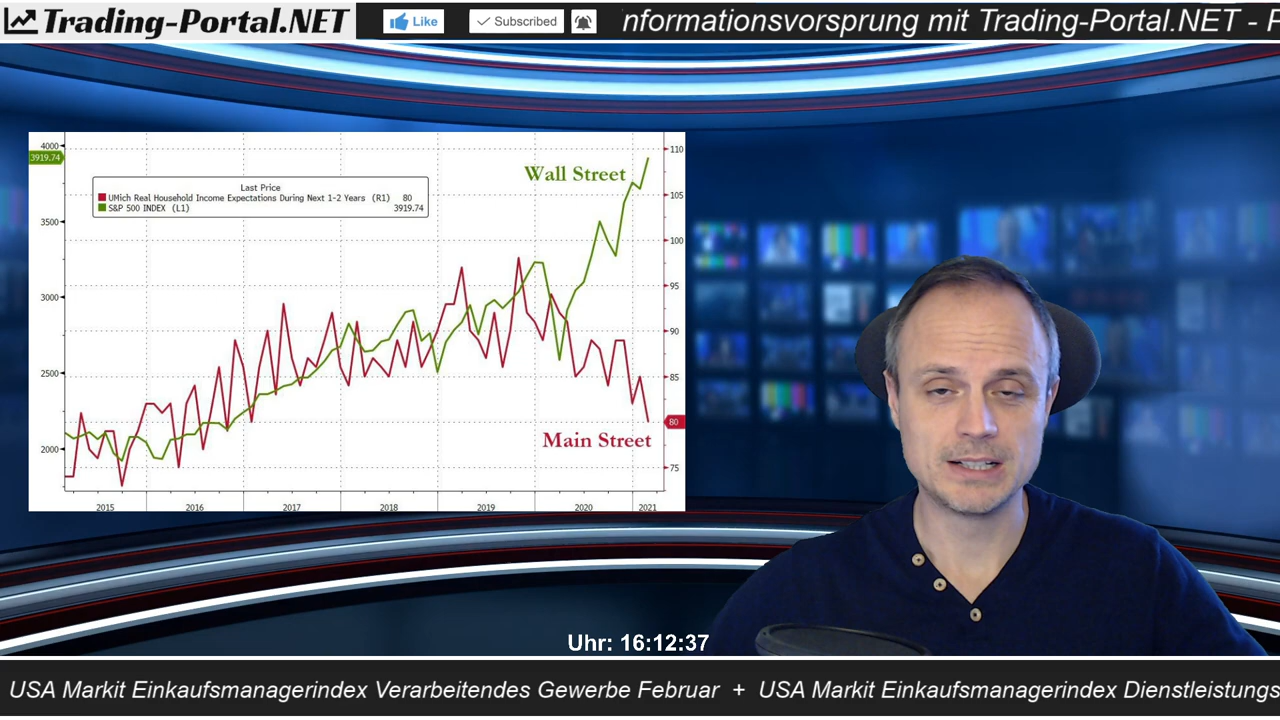 Trading-Portal.NET
Like
Subscribed
nformationsvorsprung mit Trading-Portal.NET - F
4000
3919.74
3500
3000
2500
2000
Last Price
UMich Real Household Income Expectations During Next 1-2 Years (R1) 80
S&P 500 INDEX (L1) 3919.74
Wall Street
Main Street
110
105
100
95
90
85
80
75
2015 2016 2017 2018 2019 2020 2021
Uhr: 16:12:37
USA Markit Einkaufsmanagerindex Verarbeitendes Gewerbe Februar + USA Markit Einkaufsmanagerindex Dienstleistungs